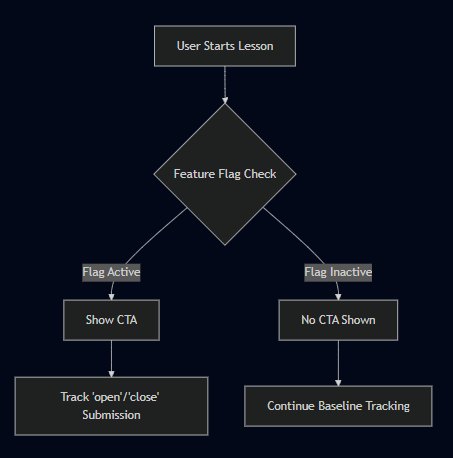 User Starts Lesson
Feature Flag Check
Flag Active
Flag Inactive
Show CTA
No CTA Shown
Track 'open'/'close'
Submission
Continue Baseline Tracking